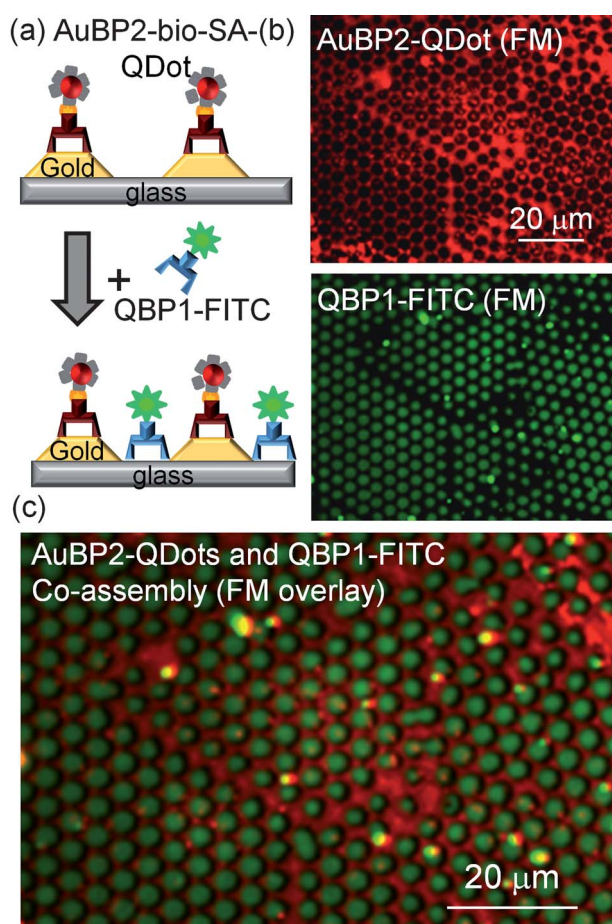 (a) AuBP2-bio-SA-
QDot
Gold
glass
+
QBP1-FITC
Gold
glass
(b)
AuBP2-QDot (FM)
20 μm
QBP1-FITC (FM)
(c)
AuBP2-QDots and QBP1-FITC
Co-assembly (FM overlay)
20 μm